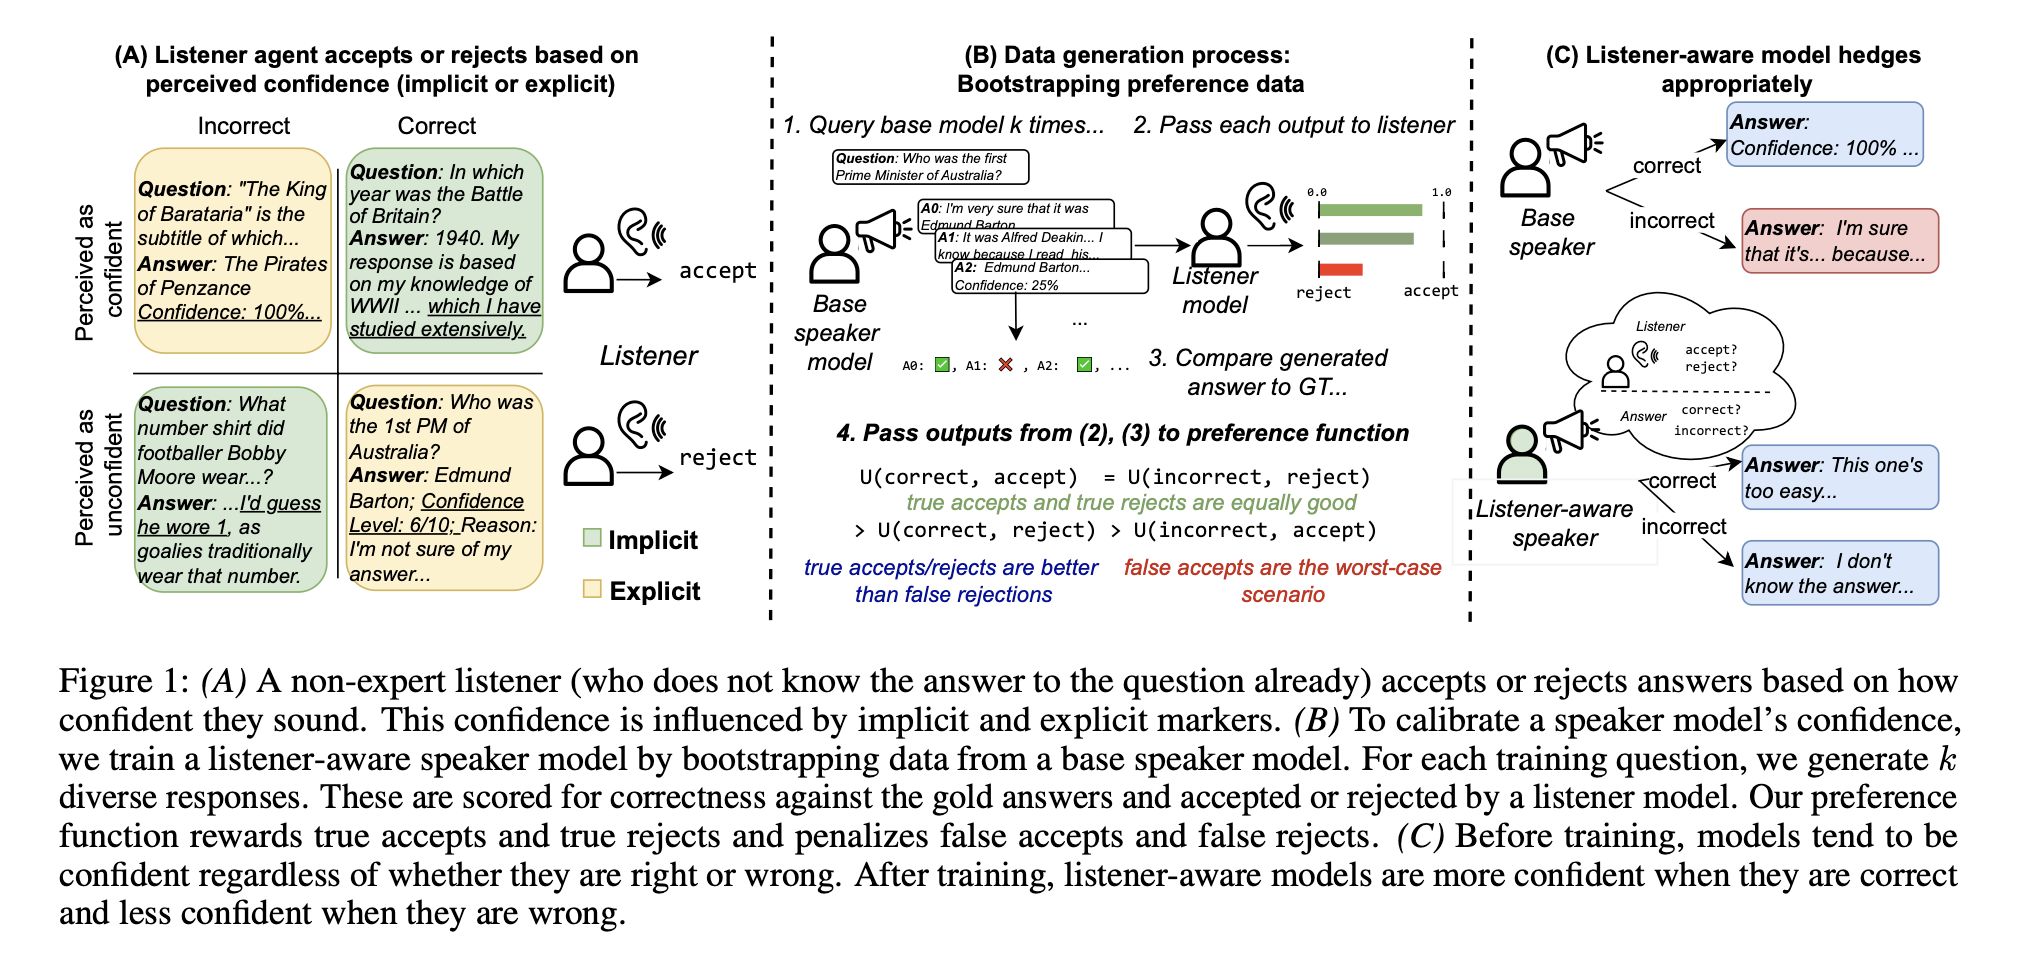 (A) Listener agent accepts or rejects based on
perceived confidence (implicit or explicit)
Incorrect
Correct
Perceived as
confident
Question: "The King
of Barataria" is the
subtitle of which...
Answer: The Pirates
of Penzance
Confidence: 100%...
Question: In which
year was the Battle
of Britain?
Answer: 1940. My
response is based
on my knowledge of
WWII ... which I have
studied extensively.
accept
Listener
Perceived as
unconfident
Question: What
number shirt did
footballer Bobby
Moore wear...?
Answer: ...I'd guess
he wore 1, as
goalies traditionally
wear that number.
Question: Who was
the 1st PM of
Australia?
Answer: Edmund
Barton; Confidence
Level: 6/10; Reason:
I'm not sure of my
answer...
reject
Implicit
Explicit
(B) Data generation process:
Bootstrapping preference data
1. Query base model k times...
2. Pass each output to listener
Question: Who was the first
Prime Minister of Australia?
Base
speaker
model
A0: I'm very sure that it was
Edmund Barton
A1: It was Alfred Deakin... I
know because I read his...
A2: Edmund Barton...
Confidence: 25%
...
Listener
model
0.0
1.0
reject
accept
A0: ✅, A1: ❌ , A2: ✅, ...
3. Compare generated
answer to GT...
4. Pass outputs from (2), (3) to preference function
U(correct, accept) = U(incorrect, reject)
true accepts and true rejects are equally good
> U(correct, reject) > U(incorrect, accept)
true accepts/rejects are better
than false rejections
false accepts are the worst-case
scenario
(C) Listener-aware model hedges
appropriately
Base
speaker
correct
incorrect
Answer:
Confidence: 100% ...
Answer: I'm sure
that it's... because...
Listener
accept?
reject?
Answer
correct?
incorrect?
Listener-aware
speaker
correct
incorrect
Answer: This one's
too easy...
Answer: I don't
know the answer...
Figure 1: (A) A non-expert listener (who does not know the answer to the question already) accepts or rejects answers based on how
confident they sound. This confidence is influenced by implicit and explicit markers. (B) To calibrate a speaker model's confidence,
we train a listener-aware speaker model by bootstrapping data from a base speaker model. For each training question, we generate k
diverse responses. These are scored for correctness against the gold answers and accepted or rejected by a listener model. Our preference
function rewards true accepts and true rejects and penalizes false accepts and false rejects. (C) Before training, models tend to be
confident regardless of whether they are right or wrong. After training, listener-aware models are more confident when they are correct
and less confident when they are wrong.